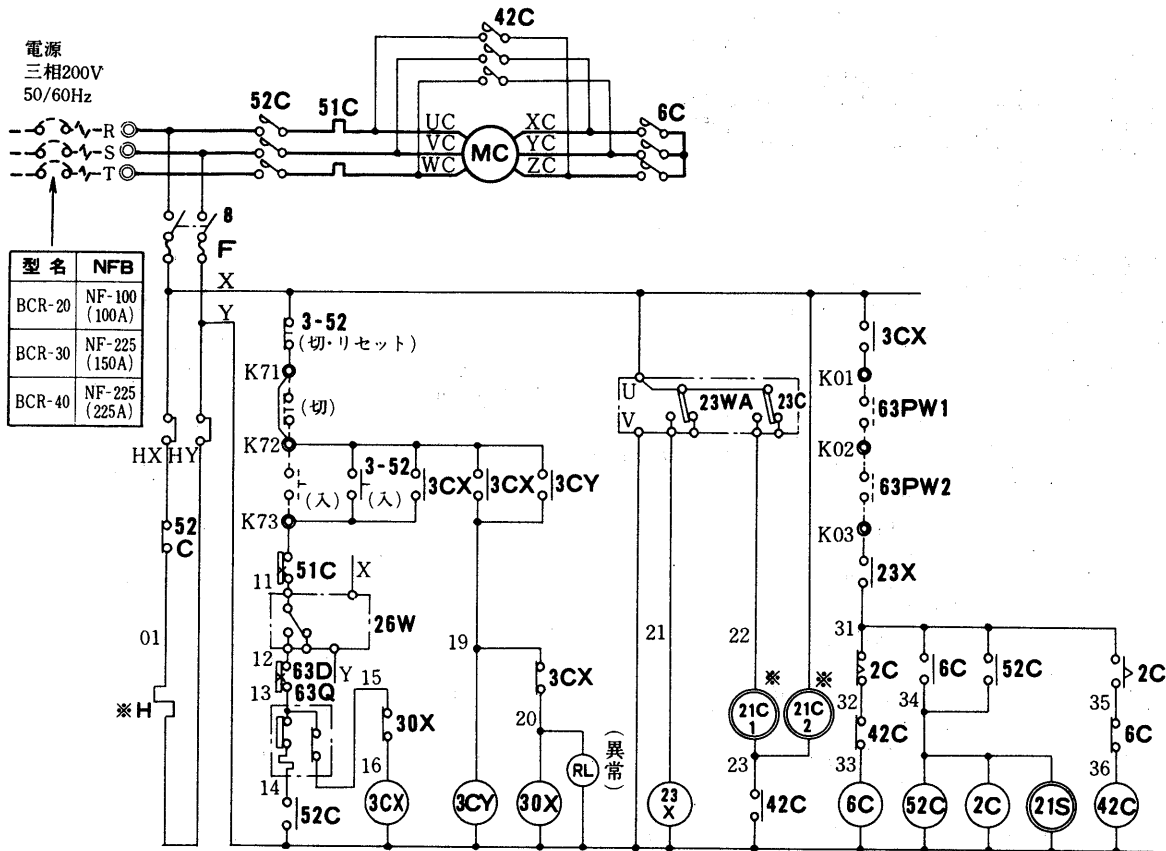 42C
電源
三相200V
50/60Hz
52C
51C
6C
R
S
T
UC
VC
WC
MC
XC
YC
ZC
8
F
型名 NFB
BCR-20 NF-100
(100A)
BCR-30 NF-225
(150A)
BCR-40 NF-225
(225A)
X
Y
3-52
(切・リセット)
K71
(切)
K72
3-52
(入)
(入)
3CX
3CX
3CY
K73
HX HY
52
C
51C
11
X
26W
01
12
63D
Y
13
63Q
15
※H
30X
16
14
52C
3CX
19
3CX
20
3CY
30X
RL
(異常)
U
V
23WA
23C
21
22
※
※
21C
1
21C
2
23
23
X
42C
3CX
K01
63PW1
K02
63PW2
K03
23X
31
2C
6C
52C
2C
32
34
35
42C
6C
33
36
6C
52C
2C
21S
42C